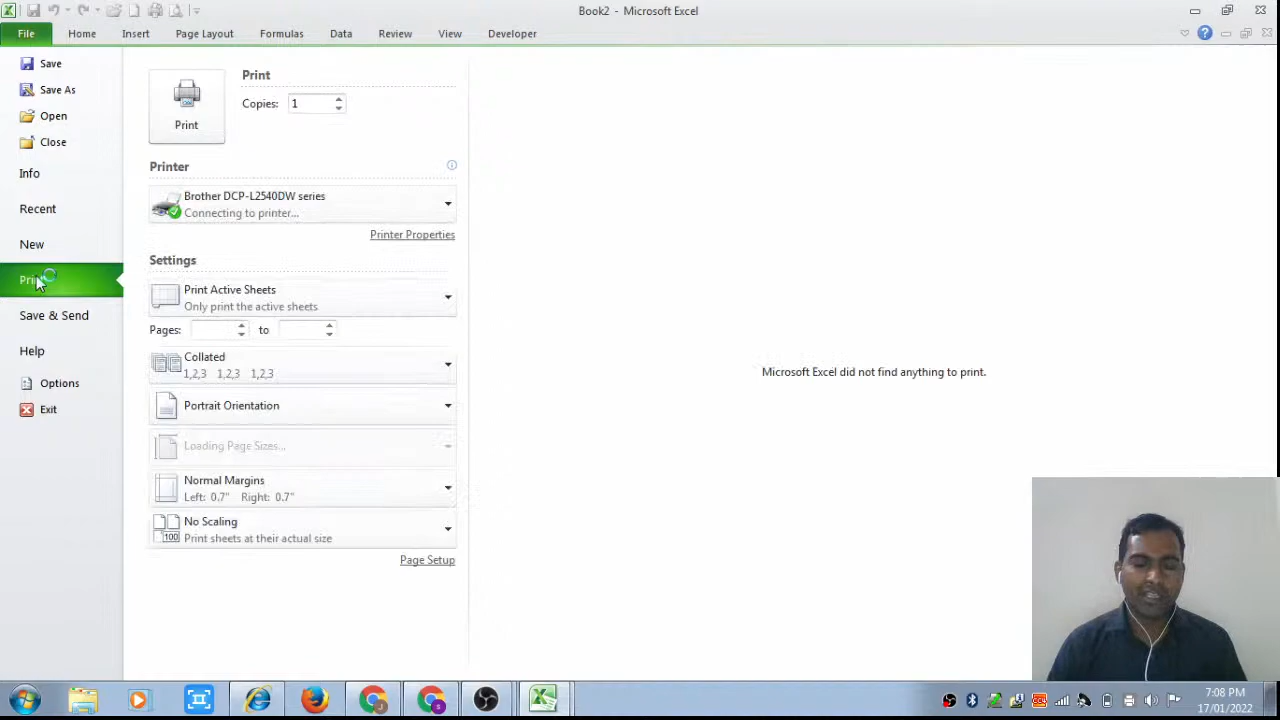 Book2 - Microsoft Excel
File Home Insert Page Layout Formulas Data Review View Developer
Save
Save As
Open
Close
Info
Recent
New
Print
Save & Send
Help
Options
Exit
Print
Print
Copies: 1
Printer
Brother DCP-L2540DW series
Connecting to printer...
Printer Properties
Settings
Print Active Sheets
Only print the active sheets
Pages: to
Collated
1,2,3 1,2,3 1,2,3
Portrait Orientation
Loading Page Sizes...
Normal Margins
Left: 0.7" Right: 0.7"
No Scaling
100
Print sheets at their actual size
Page Setup
Microsoft Excel did not find anything to print.
7:08 PM
17/01/2022